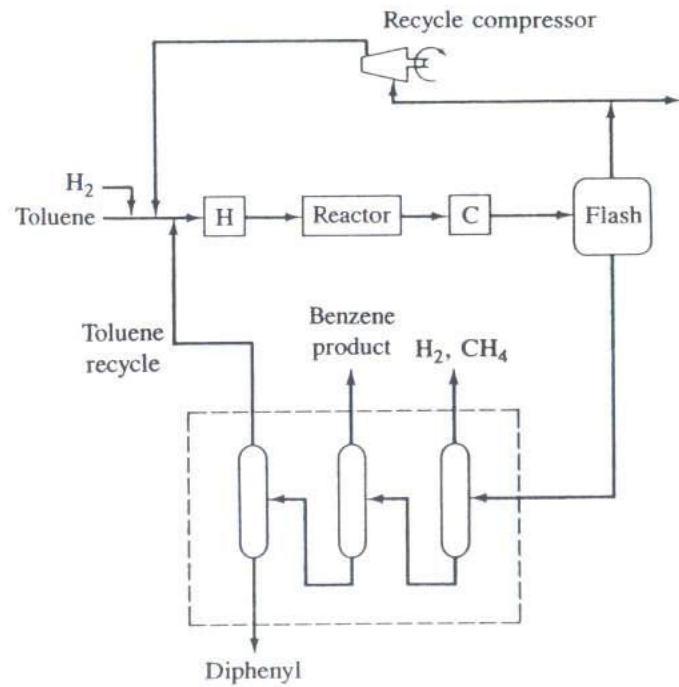 Recycle compressor
H₂
Toluene
H
Reactor
C
Flash
Toluene
recycle
Benzene
product
H₂, CH₄
Diphenyl